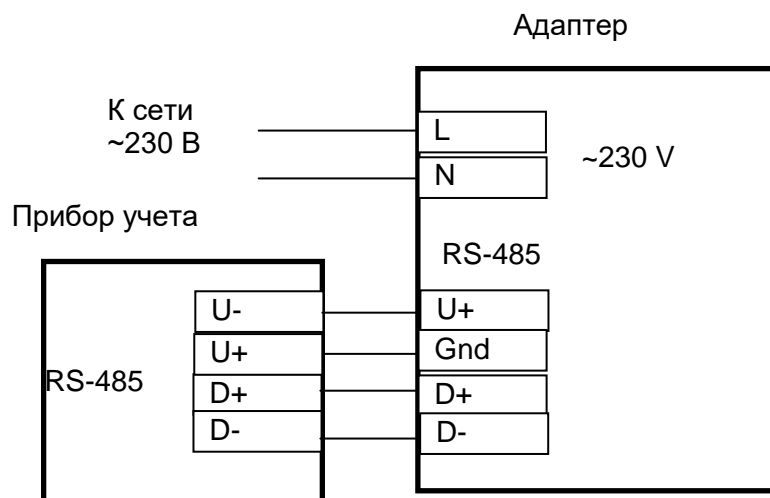 Адаптер
К сети
~230 В
L
N
~230 V
Прибор учета
RS-485
U-
U+
D+
D-
RS-485
U+
Gnd
D+
D-